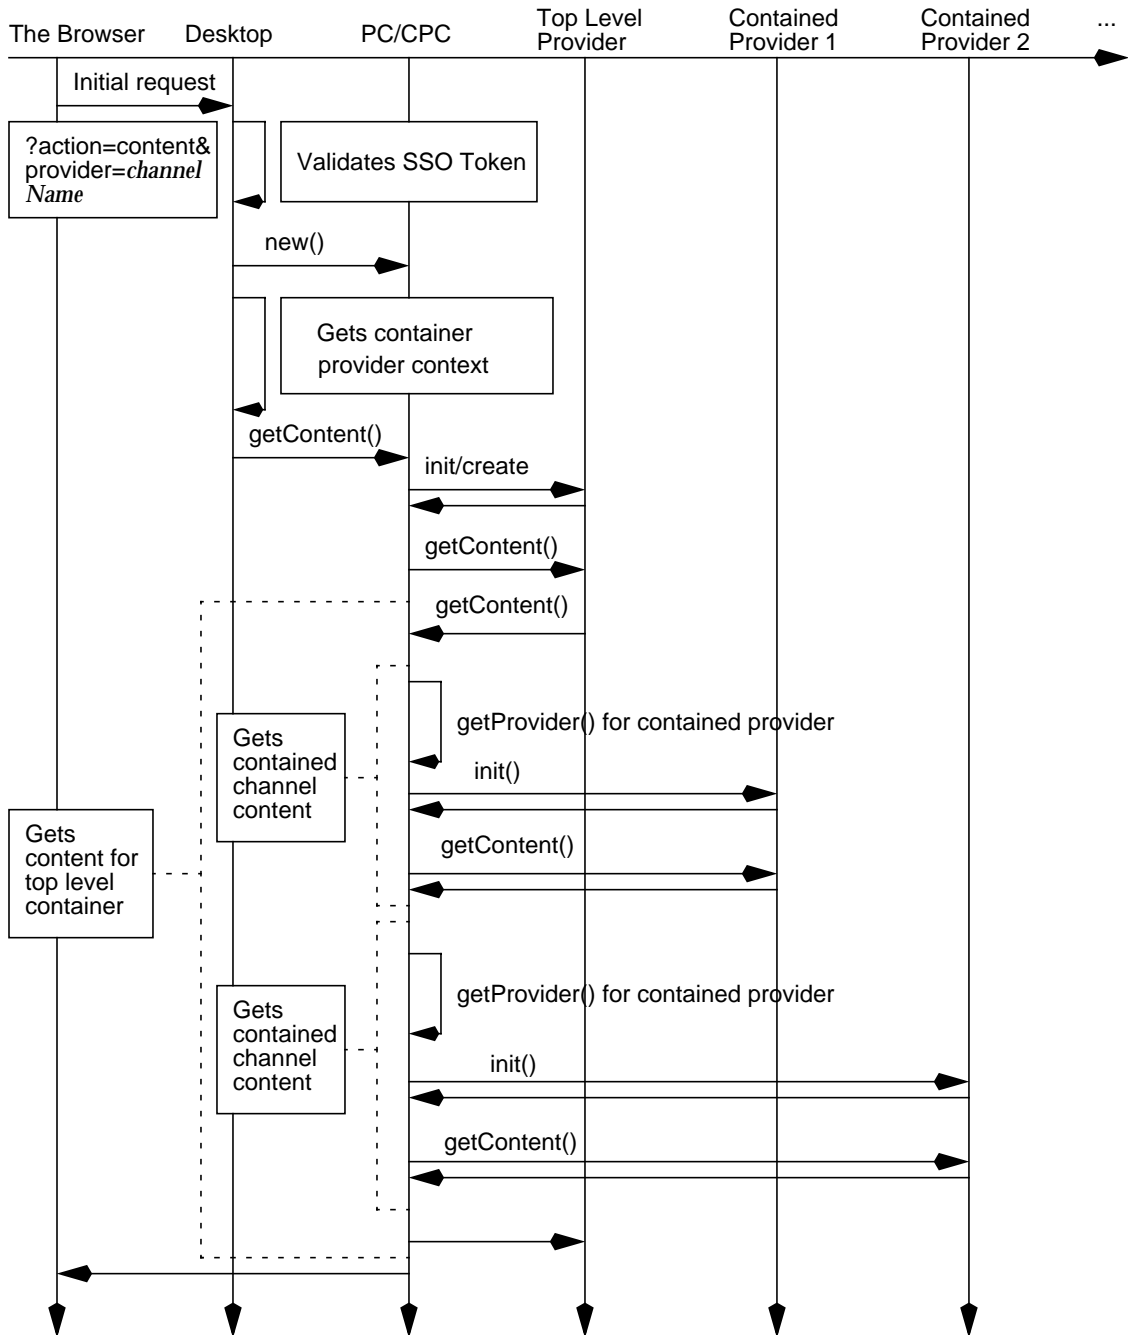 The Browser
Desktop
PC/CPC
Top Level
Provider
Contained
Provider 1
Contained
Provider 2
...
Initial request
?action=content&
provider=channel
Name
Validates SSO Token
new()
Gets container
provider context
getContent()
init/create
getContent()
getContent()
getProvider() for contained provider
Gets
contained
channel
content
init()
Gets
content for
top level
container
getContent()
getProvider() for contained provider
Gets
contained
channel
content
init()
getContent()